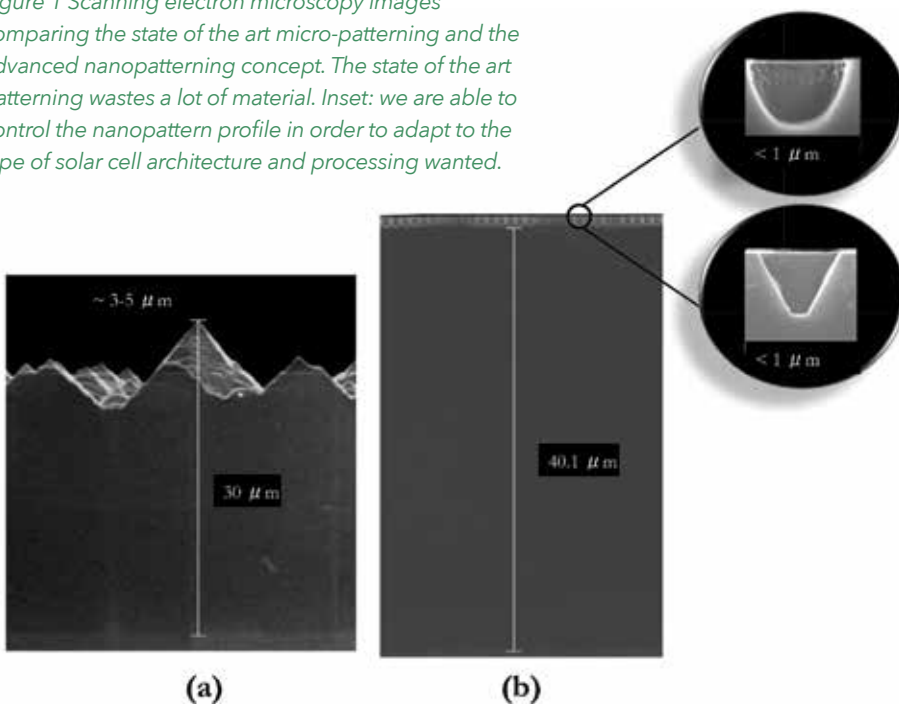 gure 1 Scanning electron microscopy images
omparing the state of the art micro-patterning and the
dvanced nanopatterning concept. The state of the art
atterning wastes a lot of material. Inset: we are able to
ontrol the nanopattern profile in order to adapt to the
pe of solar cell architecture and processing wanted.
< 1 μm
~ 3-5 μm
< 1 μm
40.1 μm
30 μm
(a)
(b)